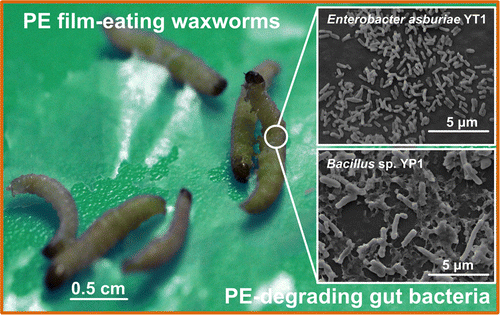 PE film-eating waxworms
Enterobacter asburiae YT1
5 µm
Bacillus sp. YP1
5 µm
0.5 cm
PE-degrading gut bacteria